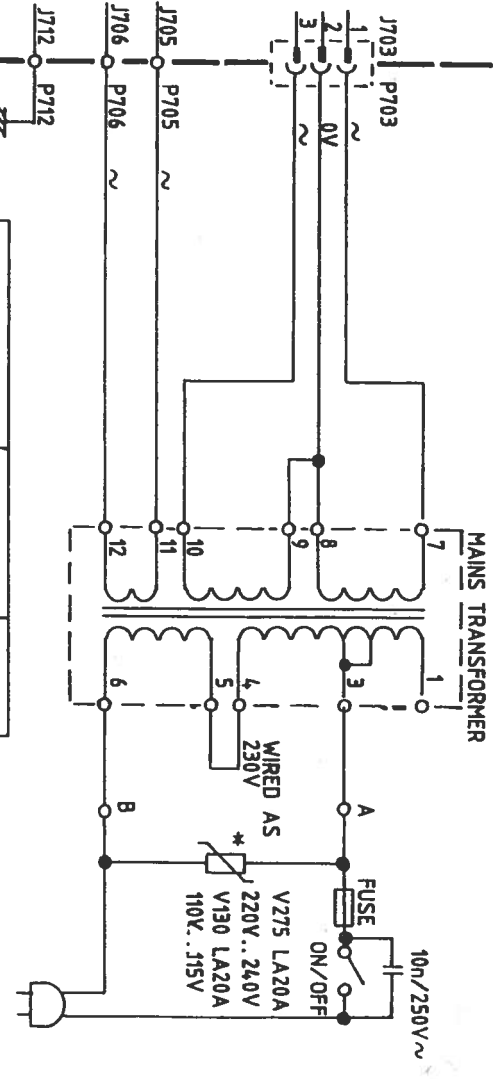 J703
P703
1
2
3
~
0V
~
J705
P705
~
J706
P706
~
J712
P712
MAINS TRANSFORMER
7
8
9
10
11
12
1
3
4
5
6
WIRED AS
230V
A
B
*
V275 LA20A
220V..240V
V130 LA20A
110V..115V
FUSE
ON/OFF
10n/250V~